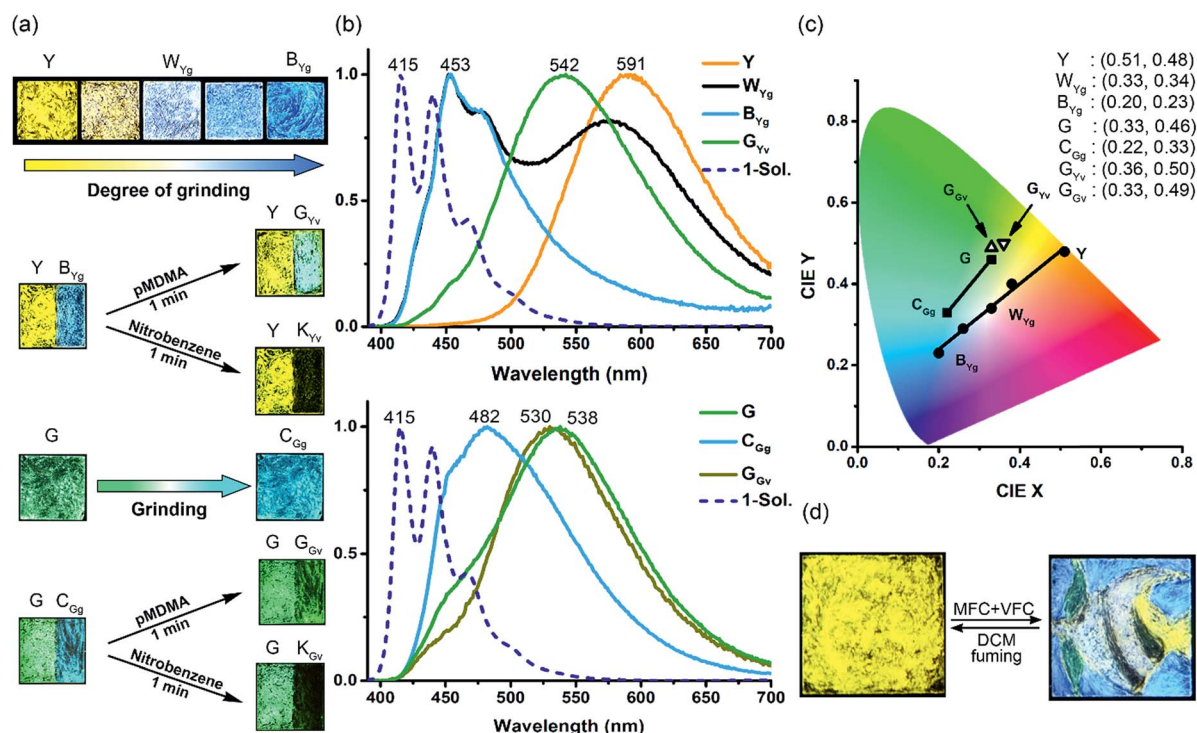 (a)
Y W_Yg B_Yg
Degree of grinding
Y G_Yv
Y B_Yg
pMDMA
1 min
Nitrobenzene
1 min
Y K_Yv
G C_Gg
Grinding
G G_Gv
G C_Gg
pMDMA
1 min
Nitrobenzene
1 min
G K_Gv
(b)
415 453 542 591
Y
W_Yg
B_Yg
G_Yv
1-Sol.
1.0
0.5
0.0
400 450 500 550 600 650 700
Wavelength (nm)
415 482 530 538
G
C_Gg
G_Gv
1-Sol.
1.0
0.5
0.0
400 450 500 550 600 650 700
Wavelength (nm)
(c)
Y : (0.51, 0.48)
W_Yg : (0.33, 0.34)
B_Yg : (0.20, 0.23)
G : (0.33, 0.46)
C_Gg : (0.22, 0.33)
G_Yv : (0.36, 0.50)
G_Gv : (0.33, 0.49)
G_Gv G_Yv
G
Y
C_Gg
W_Yg
B_Yg
CIE Y
0.8
0.6
0.4
0.2
0.0
0.0 0.2 0.4 0.6 0.8
CIE X
(d)
MFC+VFC
DCM
fuming